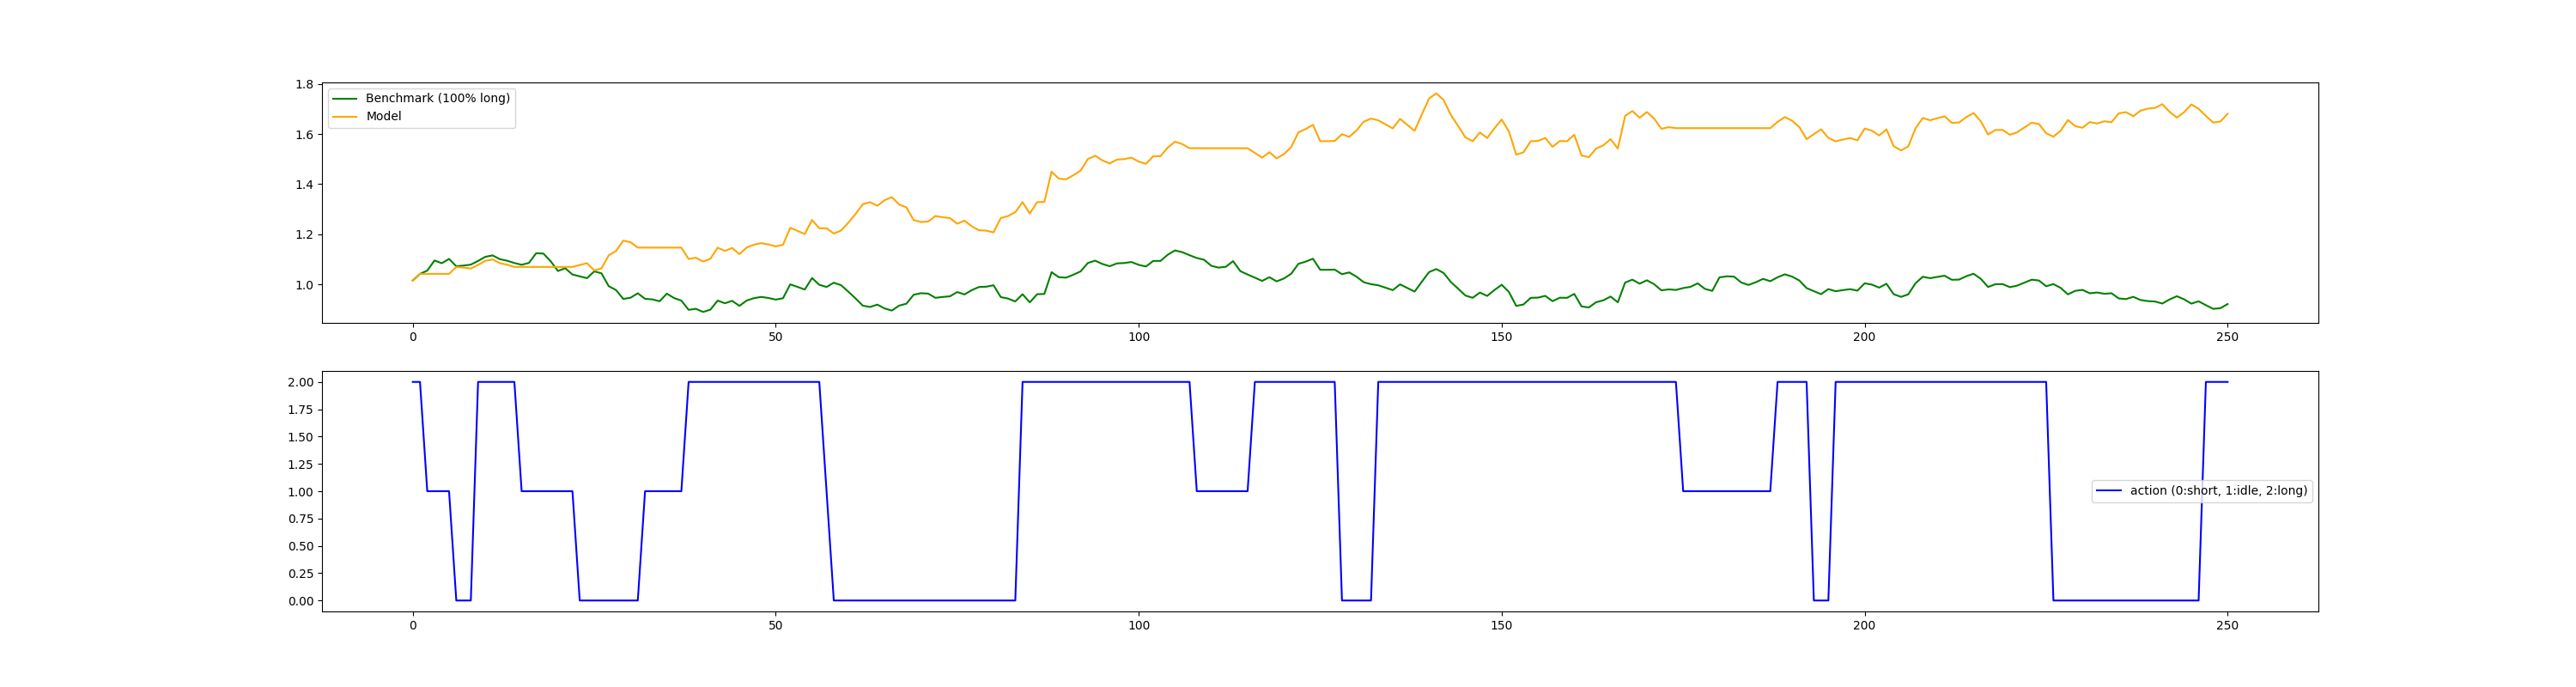 1.8
1.6
1.4
1.2
1.0
Benchmark (100% long)
Model
0 50 100 150 200 250
2.00
1.75
1.50
1.25
1.00
0.75
0.50
0.25
0.00
action (0:short, 1:idle, 2:long)
0 50 100 150 200 250